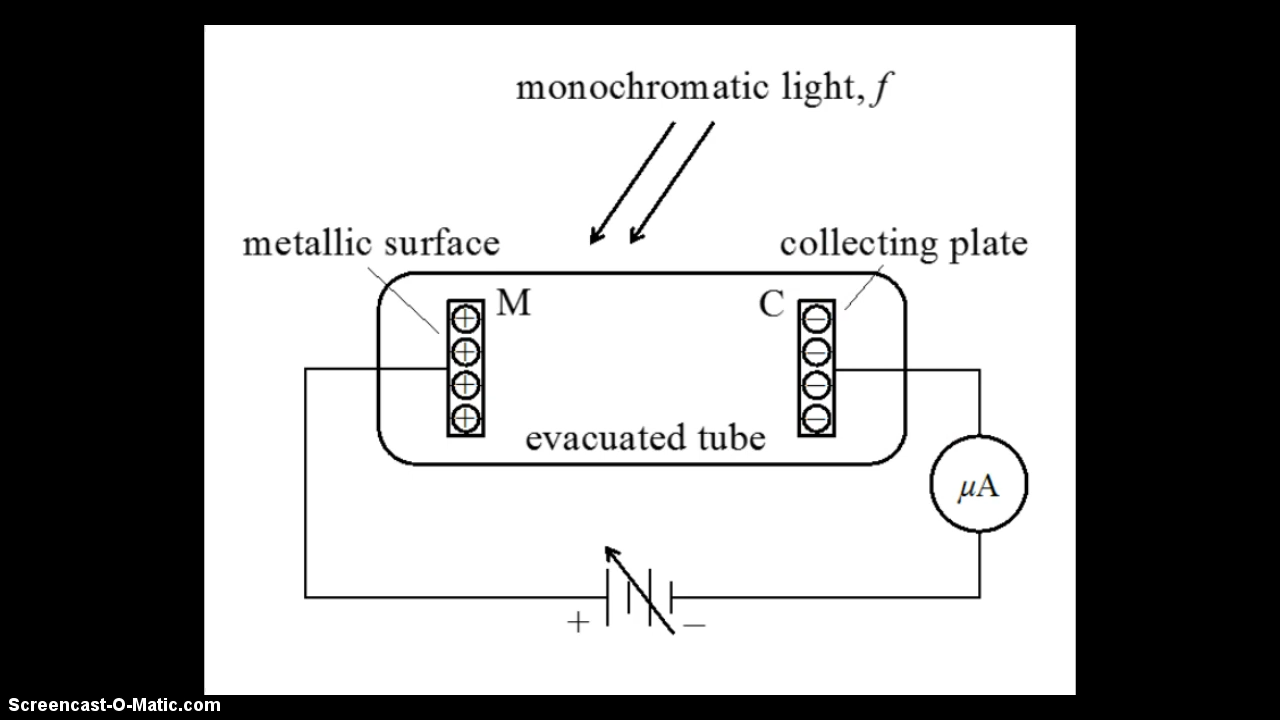 monochromatic light, f
metallic surface
collecting plate
M
C
+ −
+ −
+ −
+ −
evacuated tube
μA
+ −
Screencast-O-Matic.com